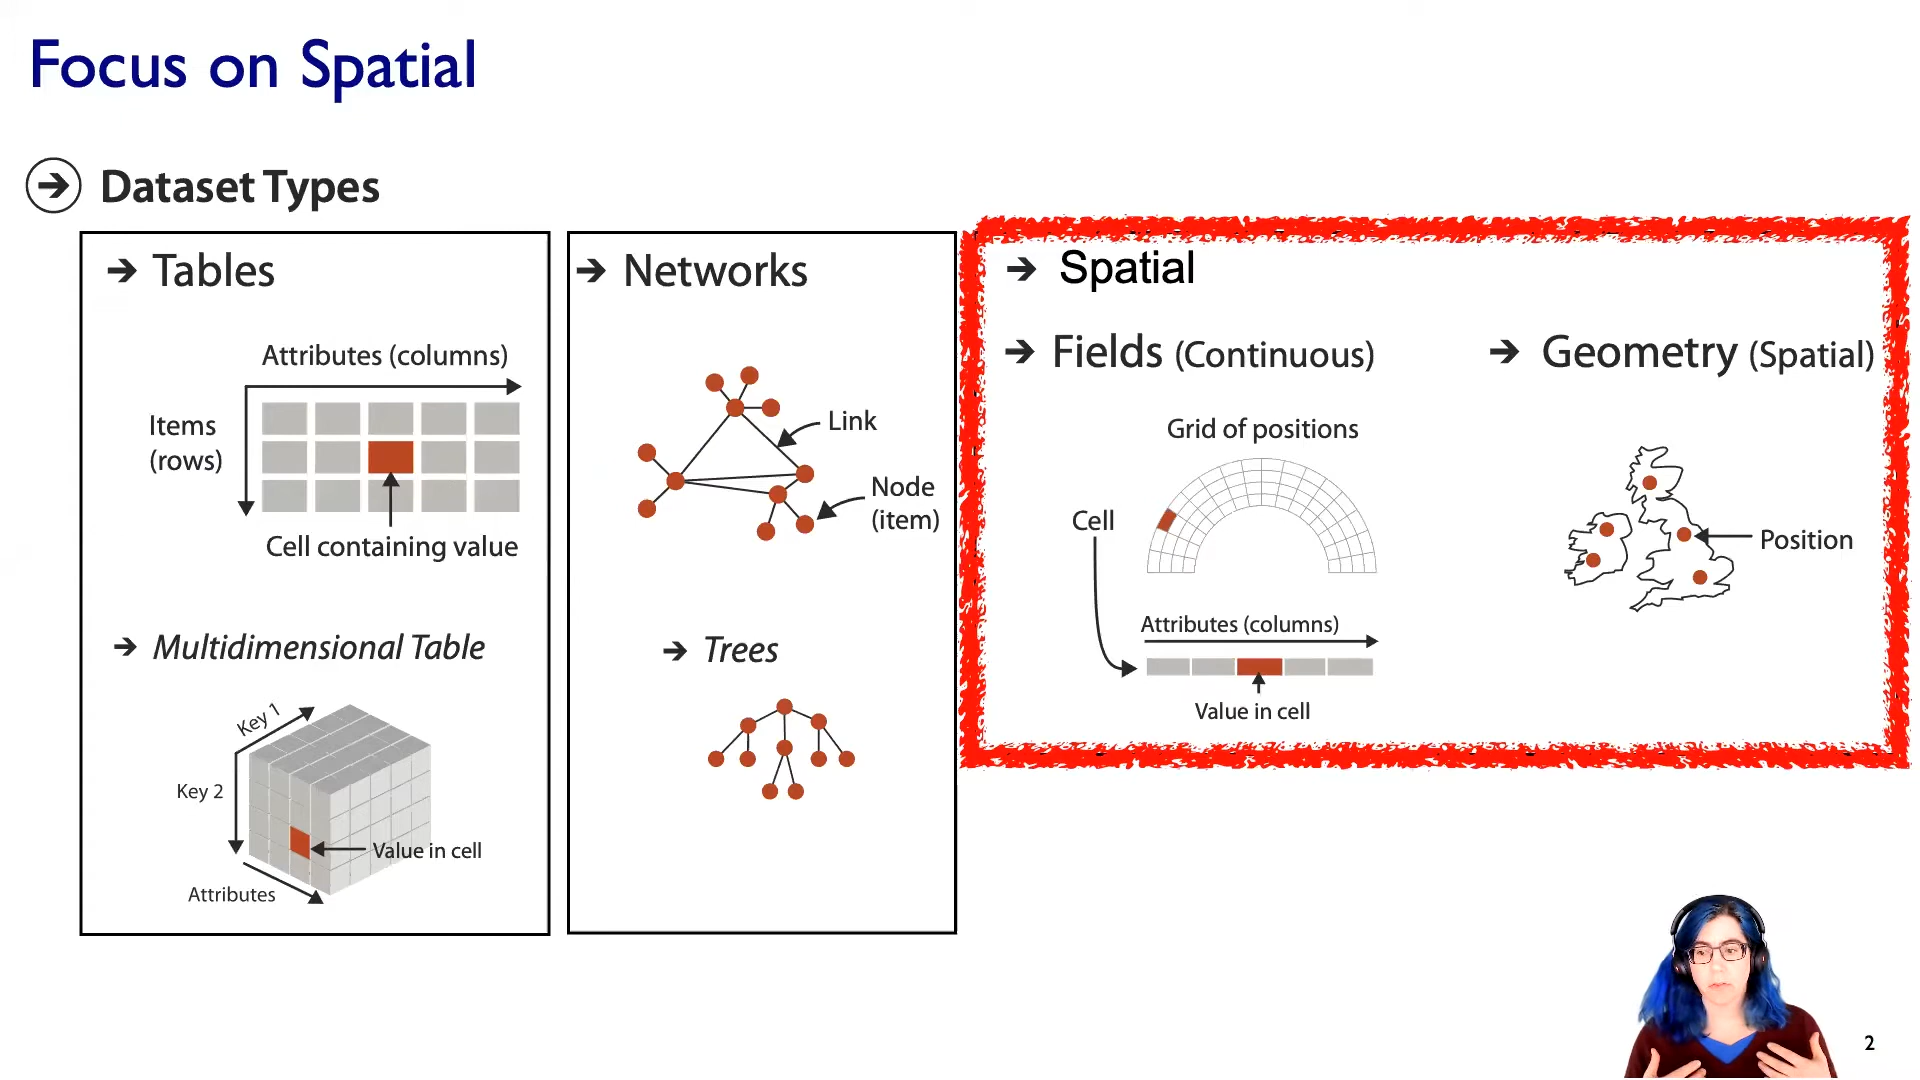 Focus on Spatial
Dataset Types
Tables
Attributes (columns)
Items
(rows)
Cell containing value
Multidimensional Table
Key 1
Key 2
Value in cell
Attributes
Networks
Link
Node
(item)
Trees
Spatial
Fields (Continuous)
Grid of positions
Cell
Attributes (columns)
Value in cell
Geometry (Spatial)
Position
2